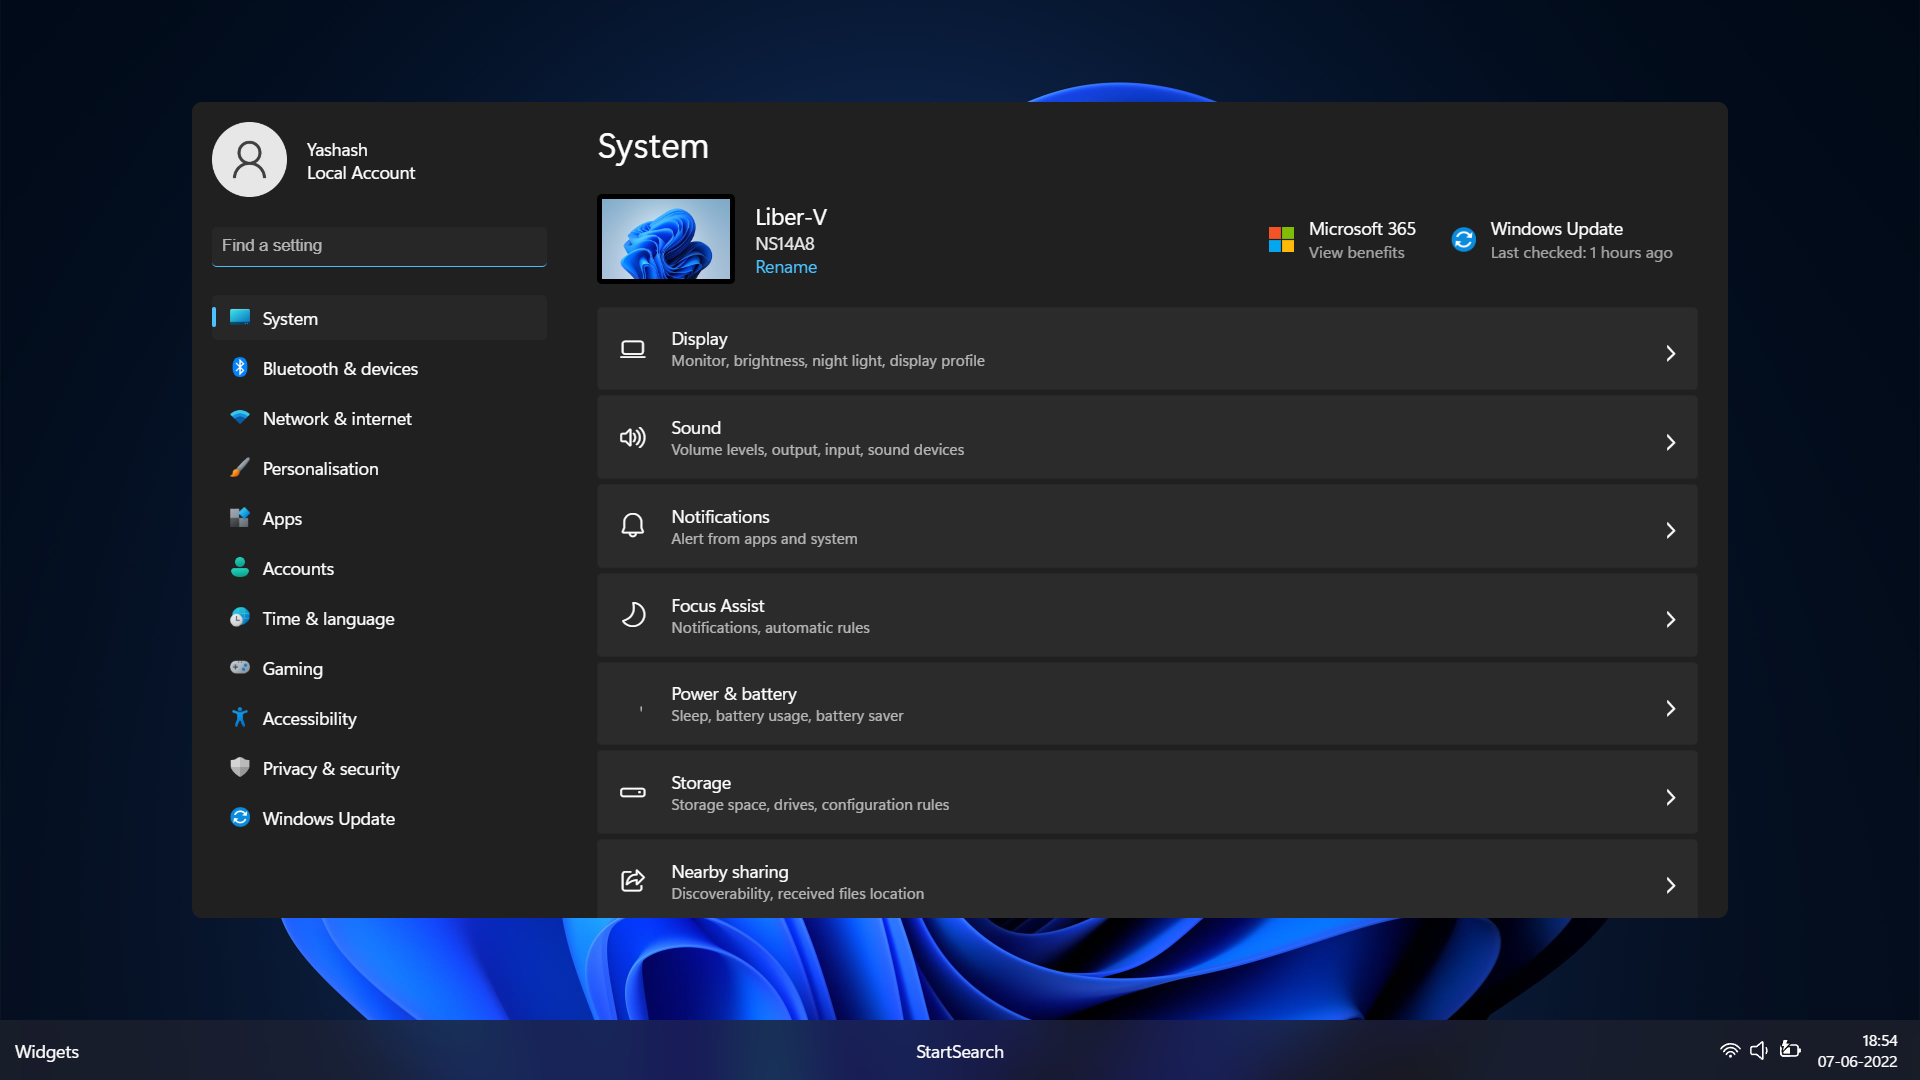 Yashash
Local Account
Find a setting
System
Bluetooth & devices
Network & internet
Personalisation
Apps
Accounts
Time & language
Gaming
Accessibility
Privacy & security
Windows Update
System
Liber-V
NS14A8
Rename
Microsoft 365
View benefits
Windows Update
Last checked: 1 hours ago
Display
Monitor, brightness, night light, display profile
Sound
Volume levels, output, input, sound devices
Notifications
Alert from apps and system
Focus Assist
Notifications, automatic rules
Power & battery
Sleep, battery usage, battery saver
Storage
Storage space, drives, configuration rules
Nearby sharing
Discoverability, received files location
Widgets
StartSearch
18:54
07-06-2022